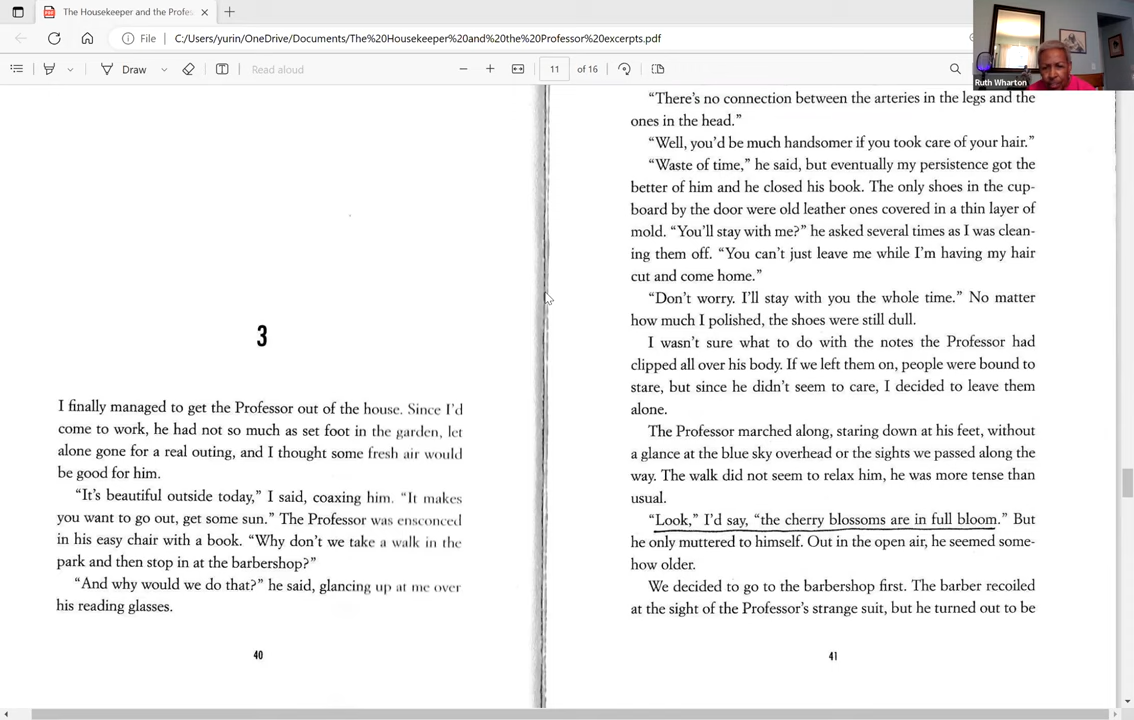 The Housekeeper and the Profes
File
C:/Users/yurin/OneDrive/Documents/The%20Housekeeper%20and%20the%20Professor%20excerpts.pdf
Draw
Read aloud
11
of 16
Ruth Wharton
3
I finally managed to get the Professor out of the house. Since I'd
come to work, he had not so much as set foot in the garden, let
alone gone for a real outing, and I thought some fresh air would
be good for him.
"It's beautiful outside today," I said, coaxing him. "It makes
you want to go out, get some sun." The Professor was ensconced
in his easy chair with a book. "Why don't we take a walk in the
park and then stop in at the barbershop?"
"And why would we do that?" he said, glancing up at me over
his reading glasses.
40
"There's no connection between the arteries in the legs and the
ones in the head."
"Well, you'd be much handsomer if you took care of your hair."
"Waste of time," he said, but eventually my persistence got the
better of him and he closed his book. The only shoes in the cup-
board by the door were old leather ones covered in a thin layer of
mold. "You'll stay with me?" he asked several times as I was clean-
ing them off. "You can't just leave me while I'm having my hair
cut and come home."
"Don't worry. I'll stay with you the whole time." No matter
how much I polished, the shoes were still dull.
I wasn't sure what to do with the notes the Professor had
clipped all over his body. If we left them on, people were bound to
stare, but since he didn't seem to care, I decided to leave them
alone.
The Professor marched along, staring down at his feet, without
a glance at the blue sky overhead or the sights we passed along the
way. The walk did not seem to relax him, he was more tense than
usual.
"Look," I'd say, "the cherry blossoms are in full bloom." But
he only muttered to himself. Out in the open air, he seemed some-
how older.
We decided to go to the barbershop first. The barber recoiled
at the sight of the Professor's strange suit, but he turned out to be
41